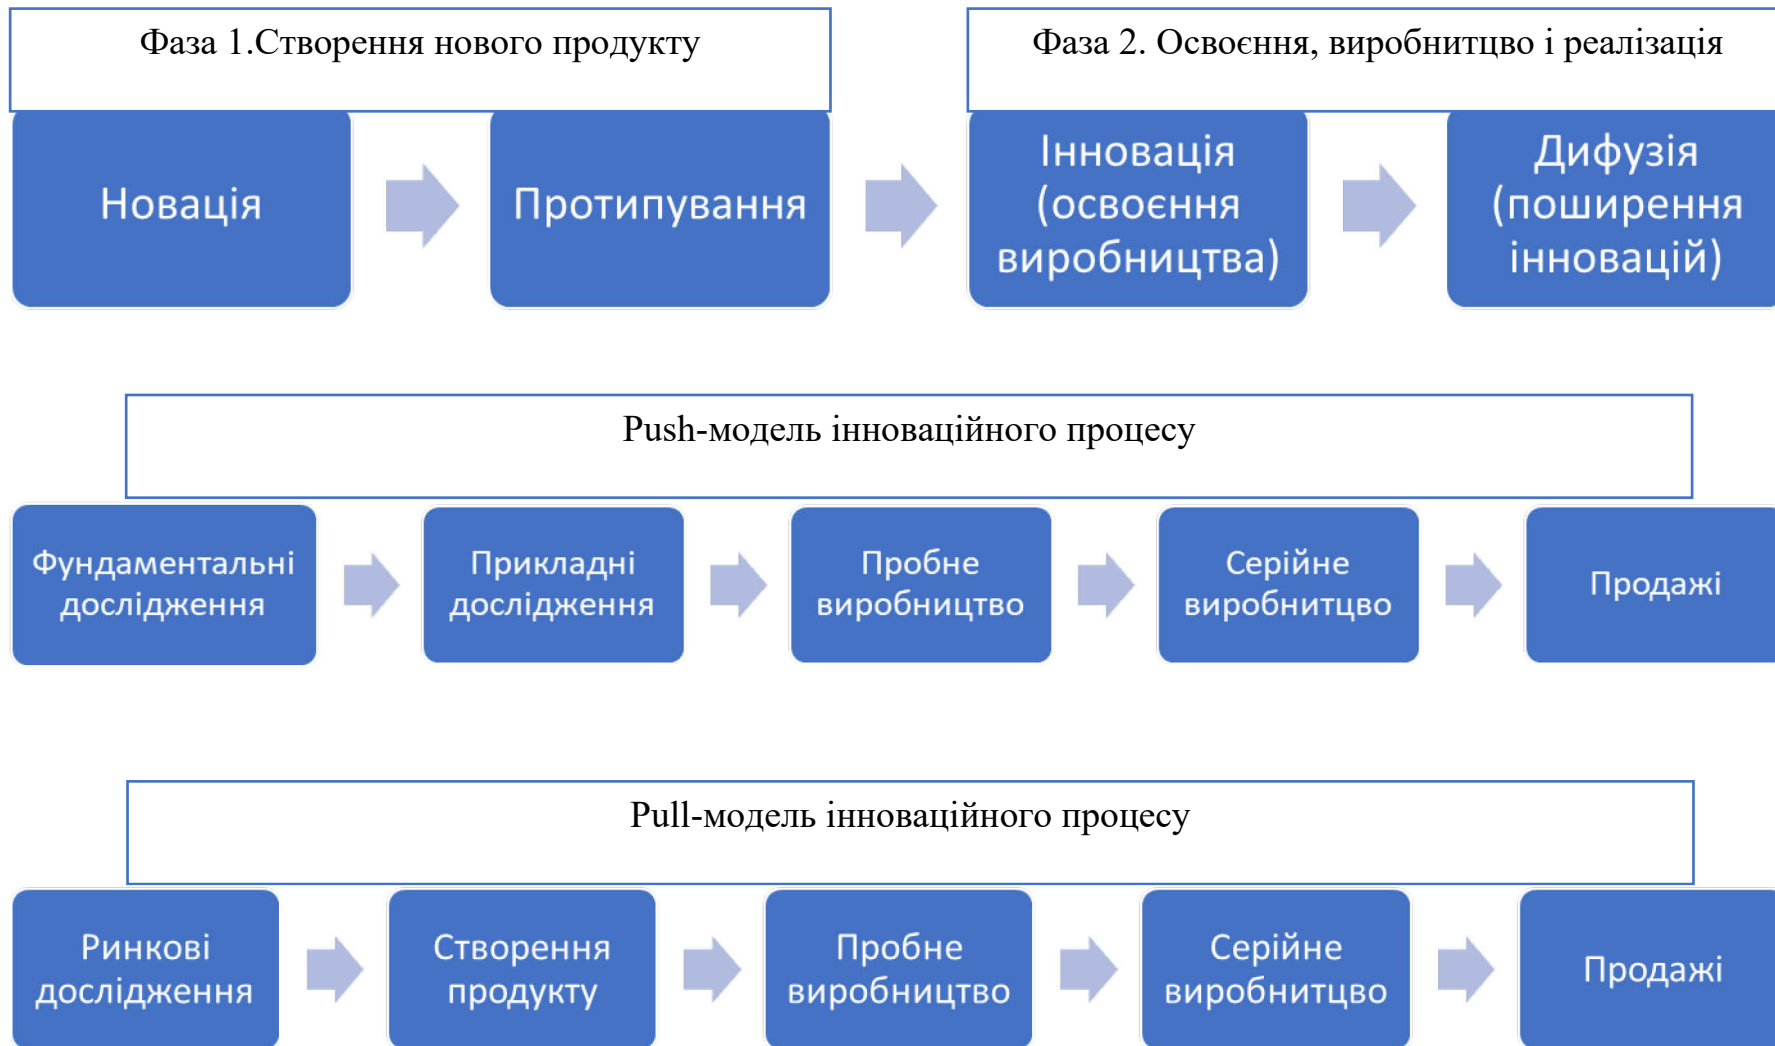 Фаза 1.Створення нового продукту
Фаза 2. Освоєння, виробнитцво і реалізація
Новація
Протипування
Інновація
(освоєння
виробництва)
Дифузія
(поширення
інновацій)
Push-модель інноваційного процесу
Фундаментальні
дослідження
Прикладні
дослідження
Пробне
виробництво
Серійне
виробнитцво
Продажі
Pull-модель інноваційного процесу
Ринкові
дослідження
Створення
продукту
Пробне
виробництво
Серійне
виробнитцво
Продажі